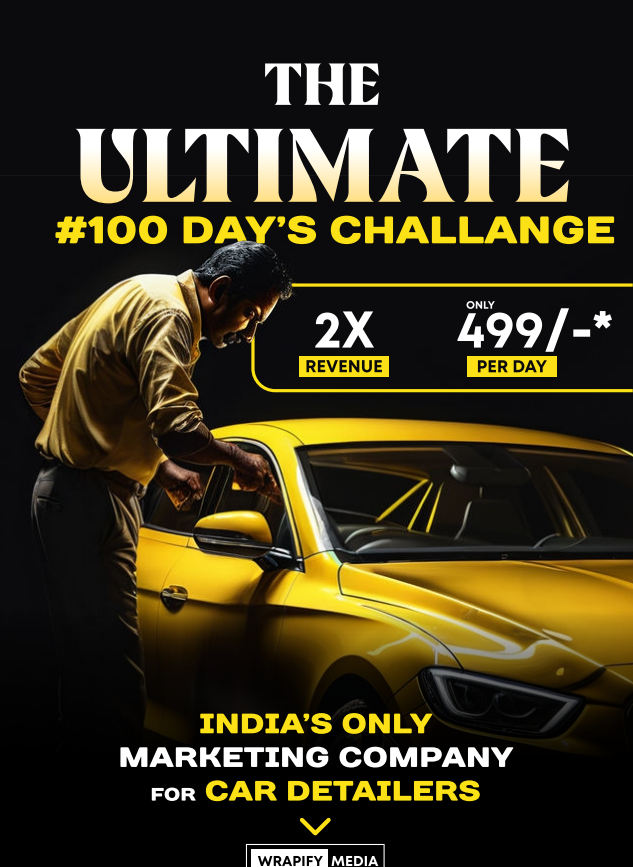 THE
ULTIMATE
#100 DAY'S CHALLANGE
2X
REVENUE
ONLY
499/-*
PER DAY
INDIA'S ONLY
MARKETING COMPANY
FOR CAR DETAILERS
WRAPIFY MEDIA